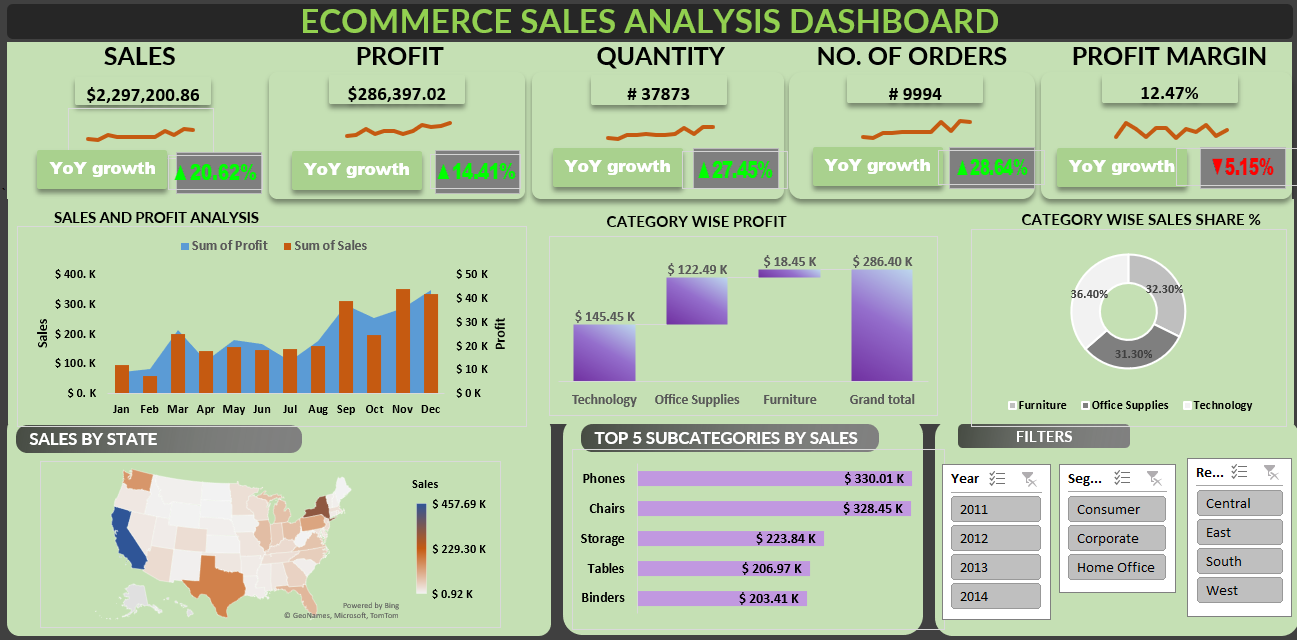 ECOMMERCE SALES ANALYSIS DASHBOARD
SALES
$2,297,200.86
YoY growth
▲20.62%
PROFIT
$286,397.02
YoY growth
▲14.41%
QUANTITY
# 37873
YoY growth
▲27.45%
NO. OF ORDERS
# 9994
YoY growth
▲28.64%
PROFIT MARGIN
12.47%
YoY growth
▼5.15%
SALES AND PROFIT ANALYSIS
Sum of Profit Sum of Sales
Sales
$ 400. K
$ 300. K
$ 200. K
$ 100. K
$ 0. K
$ 50 K
$ 40 K
$ 30 K
$ 20 K
$ 10 K
$ 0 K
Profit
Jan Feb Mar Apr May Jun Jul Aug Sep Oct Nov Dec
CATEGORY WISE PROFIT
$ 145.45 K
$ 122.49 K
$ 18.45 K
$ 286.40 K
Technology Office Supplies Furniture Grand total
CATEGORY WISE SALES SHARE %
36.40%
32.30%
31.30%
Furniture Office Supplies Technology
SALES BY STATE
Sales
$ 457.69 K
$ 229.30 K
$ 0.92 K
Powered by Bing
© GeoNames, Microsoft, TomTom
TOP 5 SUBCATEGORIES BY SALES
Phones $ 330.01 K
Chairs $ 328.45 K
Storage $ 223.84 K
Tables $ 206.97 K
Binders $ 203.41 K
FILTERS
Year
2011
2012
2013
2014
Seg...
Consumer
Corporate
Home Office
Re...
Central
East
South
West